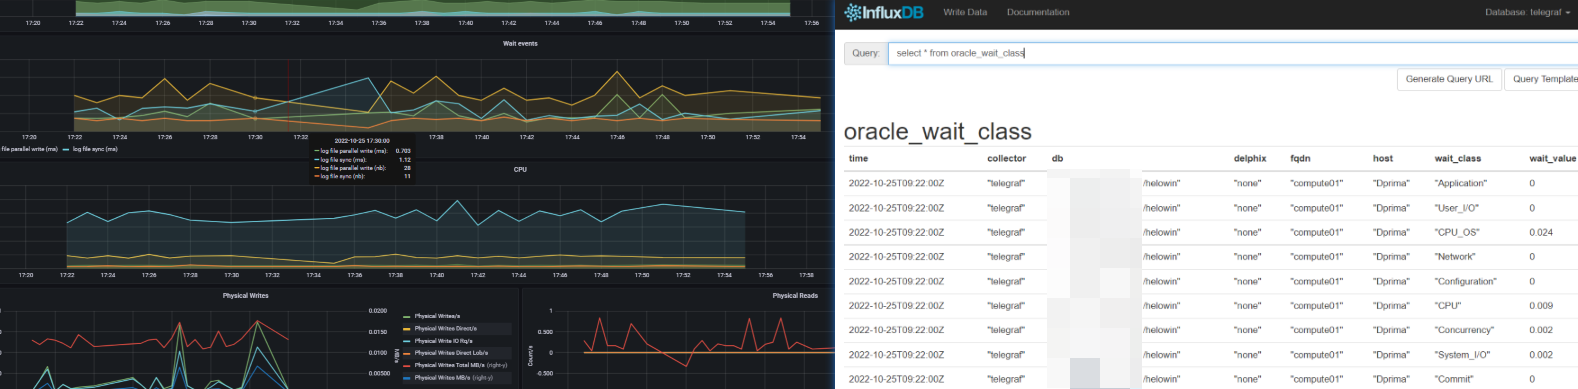 17:20 17:22 17:24 17:26 17:28 17:30 17:32 17:34 17:36 17:38 17:40 17:42 17:44 17:46 17:48 17:50 17:52 17:54 17:56
Wait events
17:20 17:22 17:24 17:26 17:28 17:30 17:32 17:38 17:40 17:42 17:44 17:46 17:48 17:50 17:52 17:54
file parallel write (ms) log file sync (ms)
2022-10-25 17:30:00
log file parallel write (ms): 0.703
log file sync (ms): 1.12
log file parallel write (nb): 28
log file sync (nb): 11
CPU
17:20 17:22 17:24 17:26 17:28 17:30 17:32 17:34 17:36 17:38 17:40 17:42 17:44 17:46 17:48 17:50 17:52 17:54 17:56 17:58
Physical Writes
0.0200
0.0150
0.0100
0.00500
MB/s
Physical Writes/s
Physical Writes Direct/s
Physical Write IO Rq/s
Physical Writes Direct Lob/s
Physical Writes Total MB/s (right-y)
Physical Writes MB/s (right-y)
Physical Reads
1
0.500
0
-0.500
Count/s
InfluxDB Write Data Documentation Database: telegraf
Query: select * from oracle_wait_class
Generate Query URL Query Template
oracle_wait_class
time collector db delphix fqdn host wait_class wait_value
2022-10-25T09:22:00Z "telegraf" /helowin" "none" "compute01" "Dprima" "Application" 0
2022-10-25T09:22:00Z "telegraf" /helowin" "none" "compute01" "Dprima" "User_I/O" 0
2022-10-25T09:22:00Z "telegraf" /helowin" "none" "compute01" "Dprima" "CPU_OS" 0.024
2022-10-25T09:22:00Z "telegraf" /helowin" "none" "compute01" "Dprima" "Network" 0
2022-10-25T09:22:00Z "telegraf" /helowin" "none" "compute01" "Dprima" "Configuration" 0
2022-10-25T09:22:00Z "telegraf" /helowin" "none" "compute01" "Dprima" "CPU" 0.009
2022-10-25T09:22:00Z "telegraf" /helowin" "none" "compute01" "Dprima" "Concurrency" 0.002
2022-10-25T09:22:00Z "telegraf" /helowin" "none" "compute01" "Dprima" "System_I/O" 0.002
2022-10-25T09:22:00Z "telegraf" /helowin" "none" "compute01" "Dprima" "Commit" 0